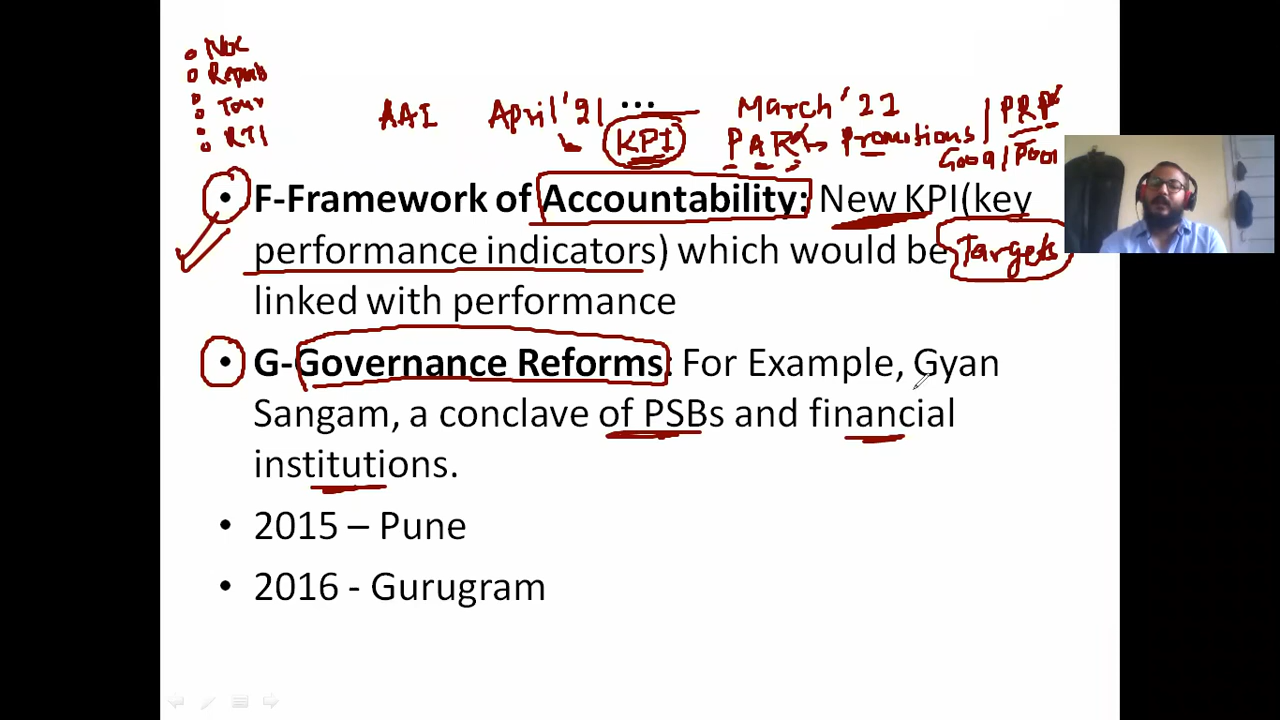 NOC
Repres
Tour
RTI
AAI April '21 ... March '22 PRP
KPI PAR → Promotions
Good / Poor
• F-Framework of Accountability: New KPI(key
performance indicators) which would be Targets
linked with performance
• G-Governance Reforms: For Example, Gyan
Sangam, a conclave of PSBs and financial
institutions.
• 2015 – Pune
• 2016 - Gurugram